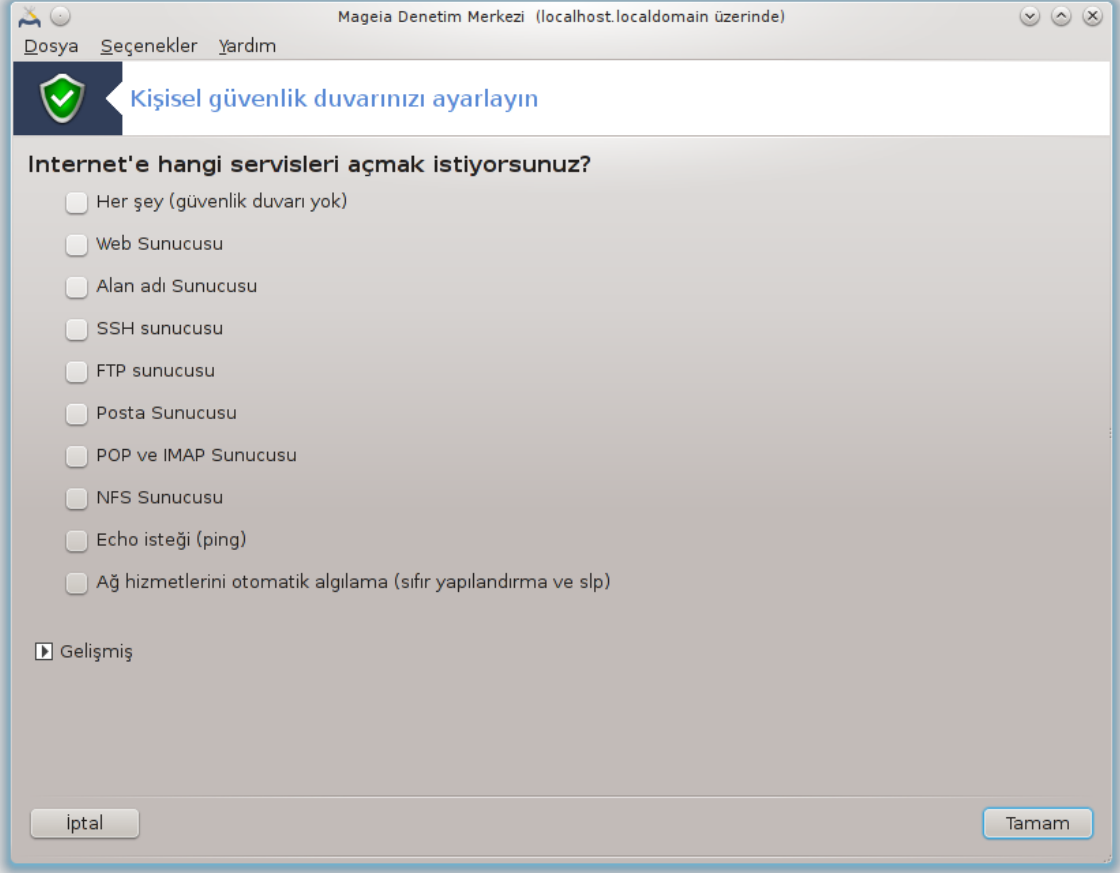 Mageia Denetim Merkezi (localhost.localdomain üzerinde)
Dosya Seçenekler Yardım
Kişisel güvenlik duvarınızı ayarlayın
Internet'e hangi servisleri açmak istiyorsunuz?
Her şey (güvenlik duvarı yok)
Web Sunucusu
Alan adı Sunucusu
SSH sunucusu
FTP sunucusu
Posta Sunucusu
POP ve IMAP Sunucusu
NFS Sunucusu
Echo isteği (ping)
Ağ hizmetlerini otomatik algılama (sıfır yapılandırma ve slp)
Gelişmiş
İptal Tamam